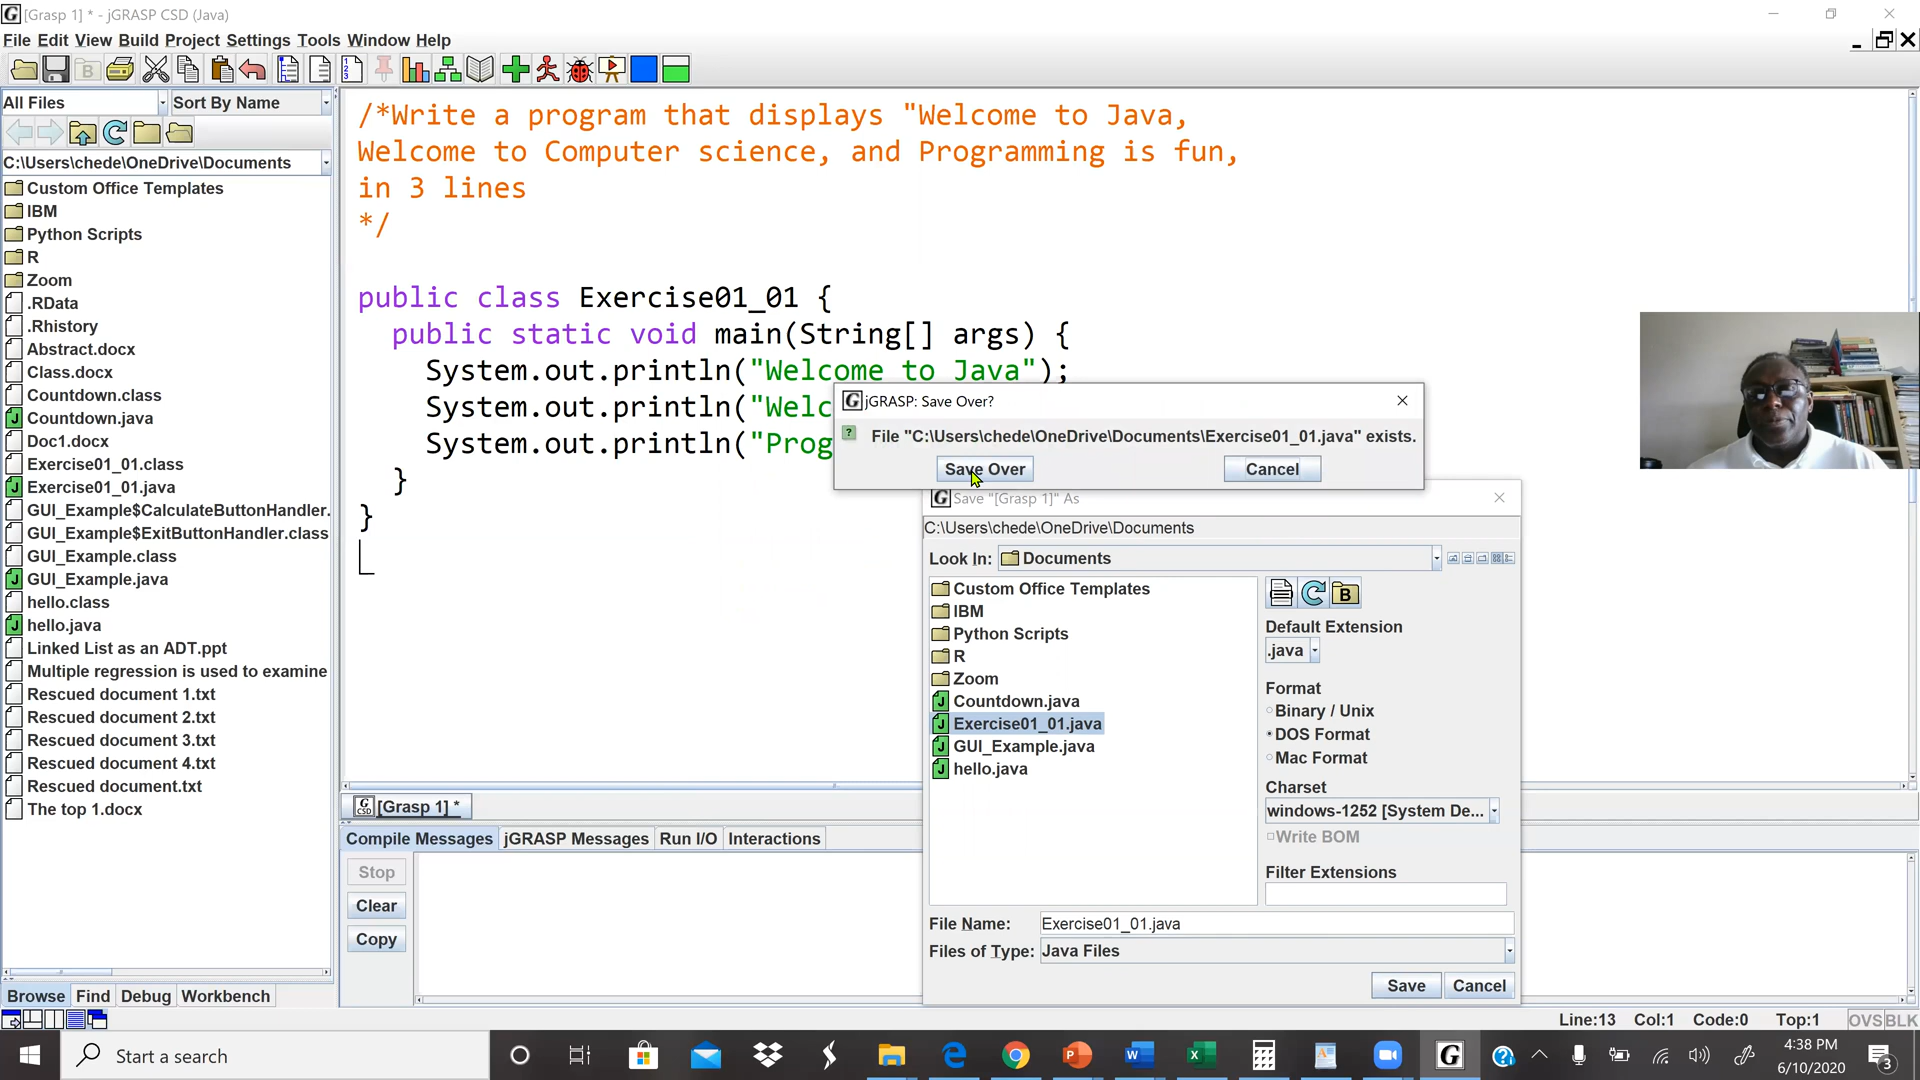 [Grasp 1] * - jGRASP CSD (Java)
File Edit View Build Project Settings Tools Window Help
All Files
Sort By Name
C:\Users\chede\OneDrive\Documents
Custom Office Templates
IBM
Python Scripts
R
Zoom
.RData
.Rhistory
Abstract.docx
Class.docx
Countdown.class
Countdown.java
Doc1.docx
Exercise01_01.class
Exercise01_01.java
GUI_Example$CalculateButtonHandler.
GUI_Example$ExitButtonHandler.class
GUI_Example.class
GUI_Example.java
hello.class
hello.java
Linked List as an ADT.ppt
Multiple regression is used to examine
Rescued document 1.txt
Rescued document 2.txt
Rescued document 3.txt
Rescued document 4.txt
Rescued document.txt
The top 1.docx
Browse Find Debug Workbench
/*Write a program that displays "Welcome to Java,
Welcome to Computer science, and Programming is fun,
in 3 lines
*/
public class Exercise01_01 {
public static void main(String[] args) {
System.out.println("Welcome to Java");
System.out.println("Welc
System.out.println("Prog
}
}
jGRASP: Save Over?
File "C:\Users\chede\OneDrive\Documents\Exercise01_01.java" exists.
Save Over
Cancel
Save "[Grasp 1]" As
C:\Users\chede\OneDrive\Documents
Look In: Documents
Custom Office Templates
IBM
Python Scripts
R
Zoom
Countdown.java
Exercise01_01.java
GUI_Example.java
hello.java
Default Extension
.java
Format
Binary / Unix
DOS Format
Mac Format
Charset
windows-1252 [System De...
Write BOM
Filter Extensions
File Name: Exercise01_01.java
Files of Type: Java Files
Save Cancel
[Grasp 1] *
Compile Messages jGRASP Messages Run I/O Interactions
Stop
Clear
Copy
Line:13 Col:1 Code:0 Top:1 OVS BLK
Start a search
4:38 PM
6/10/2020
3